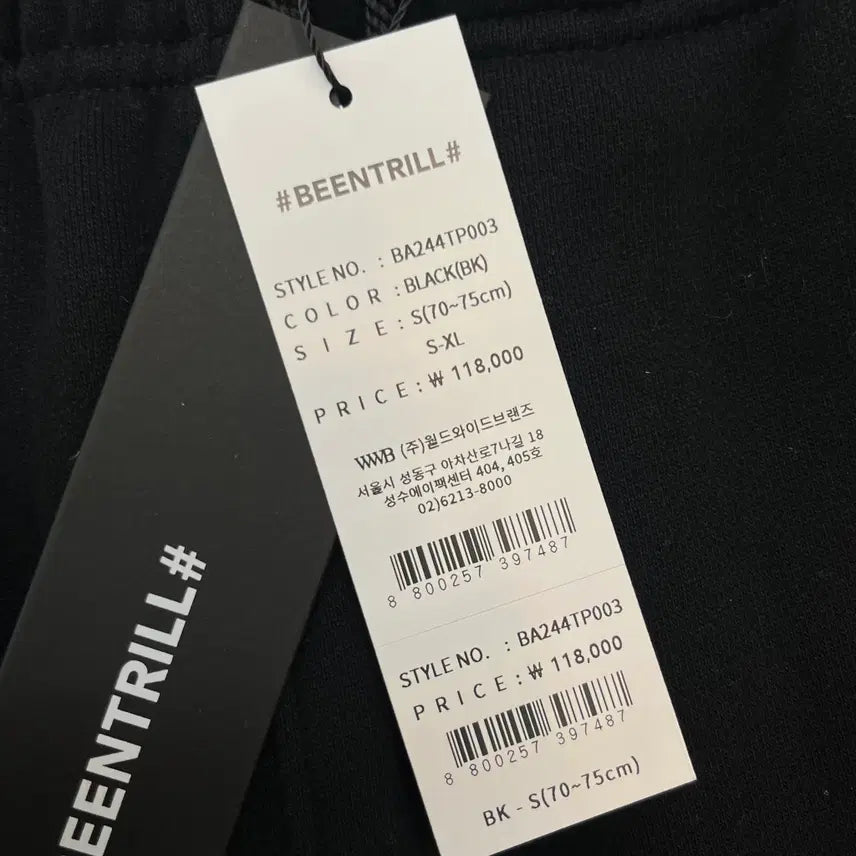 #BEENTRILL#
STYLE NO. : BA244TP003
COLOR : BLACK(BK)
SIZE : S(70~75cm)
S-XL
PRICE : ₩ 118,000
WWB (주)월드와이드브랜즈
서울시 성동구 아차산로7나길 18
성수에이팩센터 404, 405호
02)6213-8000
8 800257 397487
STYLE NO. : BA244TP003
PRICE : ₩ 118,000
8 800257 397487
BK - S(70~75cm)
EENTRILL#